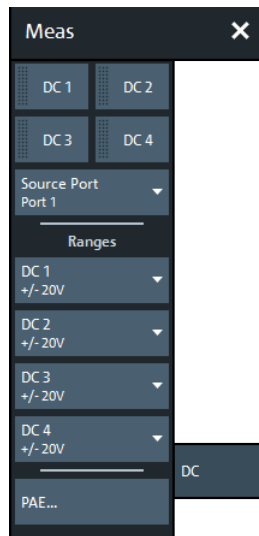 Meas
DC 1
DC 2
DC 3
DC 4
Source Port
Port 1
Ranges
DC 1
+/- 20V
DC 2
+/- 20V
DC 3
+/- 20V
DC 4
+/- 20V
DC
PAE...